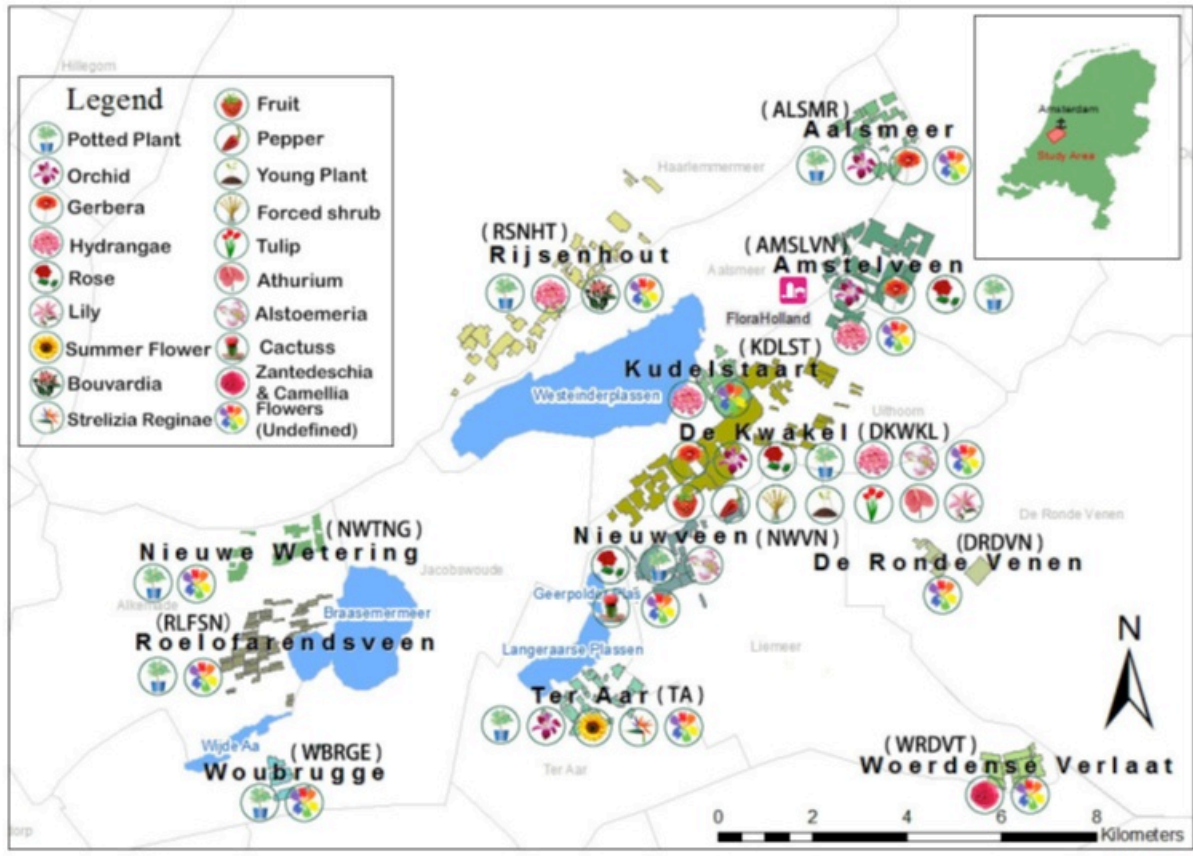 Hillegom
Legend
Potted Plant
Orchid
Gerbera
Hydrangae
Rose
Lily
Summer Flower
Bouvardia
Strelizia Reginae
Fruit
Pepper
Young Plant
Forced shrub
Tulip
Athurium
Alstoemeria
Cactuss
Zantedeschia
& Camellia
Flowers
(Undefined)
Amsterdam
Study Area
(ALSMR)
Aalsmeer
Haarlemmermeer
(RSNHT)
Rijsenhout
(AMSLVN)
Aalsmeer
Amstelveen
FloraHolland
(KDLST)
Kudelstaart
Westeinderplassen
Uithoorn
De Kwakel (DKWKL)
De Ronde Venen
Nieuwveen (NWVN)
(DRDVN)
De Ronde Venen
(NWTNG)
Nieuwe Wetering
Jacobswoude
Alkemade
Braasemermeer
Geerpolder Plas
(RLFSN)
Roelofarendsveen
Langeraarse Plassen
Liemeer
N
Ter Aar (TA)
Wijde Aa
(WBRGE)
Woubrugge
Ter Aar
(WRDVT)
Woerdense Verlaat
0 2 4 6 8
Kilometers
dorp